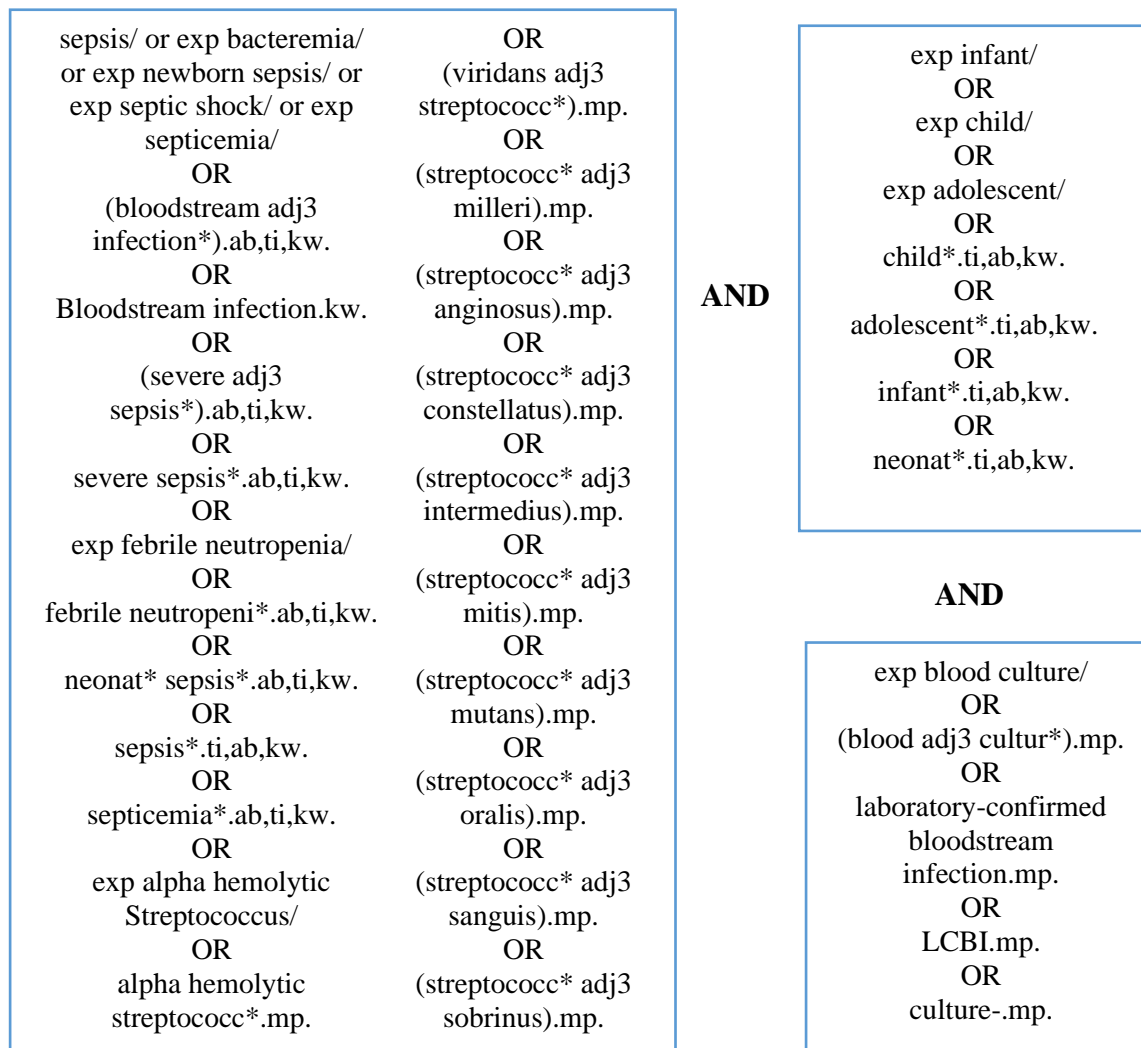 sepsis/ or exp bacteremia/
or exp newborn sepsis/ or
exp septic shock/ or exp
septicemia/
OR
(bloodstream adj3
infection*).ab,ti,kw.
OR
Bloodstream infection.kw.
OR
(severe adj3
sepsis*).ab,ti,kw.
OR
severe sepsis*.ab,ti,kw.
OR
exp febrile neutropenia/
OR
febrile neutropeni*.ab,ti,kw.
OR
neonat* sepsis*.ab,ti,kw.
OR
sepsis*.ti,ab,kw.
OR
septicemia*.ab,ti,kw.
OR
exp alpha hemolytic
Streptococcus/
OR
alpha hemolytic
streptococc*.mp.
OR
(viridans adj3
streptococc*).mp.
OR
(streptococc* adj3
milleri).mp.
OR
(streptococc* adj3
anginosus).mp.
OR
(streptococc* adj3
constellatus).mp.
OR
(streptococc* adj3
intermedius).mp.
OR
(streptococc* adj3
mitis).mp.
OR
(streptococc* adj3
mutans).mp.
OR
(streptococc* adj3
oralis).mp.
OR
(streptococc* adj3
sanguis).mp.
OR
(streptococc* adj3
sobrinus).mp.
AND
exp infant/
OR
exp child/
OR
exp adolescent/
OR
child*.ti,ab,kw.
OR
adolescent*.ti,ab,kw.
OR
infant*.ti,ab,kw.
OR
neonat*.ti,ab,kw.
AND
exp blood culture/
OR
(blood adj3 cultur*).mp.
OR
laboratory-confirmed
bloodstream
infection.mp.
OR
LCBI.mp.
OR
culture-.mp.